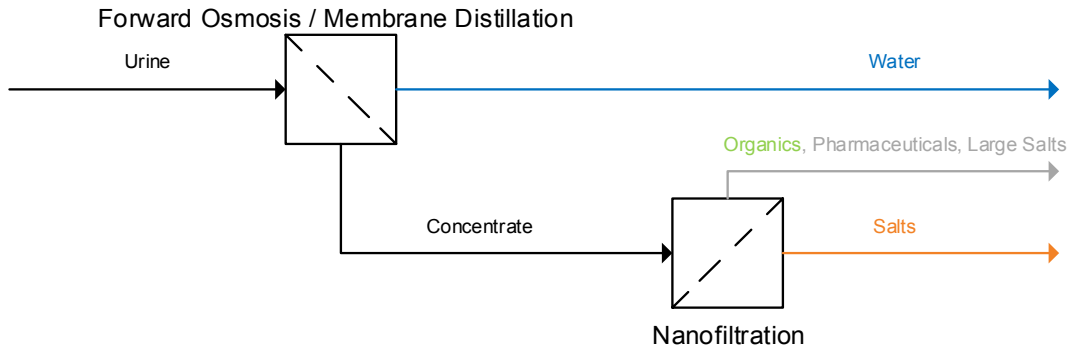 Forward Osmosis / Membrane Distillation
Urine
Water
Organics, Pharmaceuticals, Large Salts
Concentrate
Salts
Nanofiltration